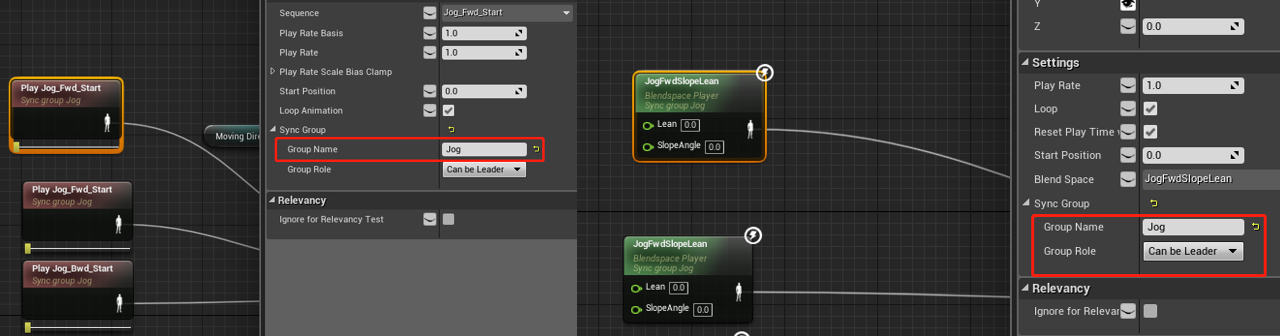 Play Jog_Fwd_Start
Sync group Jog
Play Jog_Fwd_Start
Sync group Jog
Play Jog_Bwd_Start
Sync group Jog
Moving Dire
Sequence
Jog_Fwd_Start
Play Rate Basis
1.0
Play Rate
1.0
Play Rate Scale Bias Clamp
Start Position
0.0
Loop Animation
Sync Group
Group Name
Jog
Group Role
Can be Leader
Relevancy
Ignore for Relevancy Test
JogFwdSlopeLean
Blendspace Player
Sync group Jog
Lean 0.0
SlopeAngle 0.0
JogFwdSlopeLean
Blendspace Player
Sync group Jog
Lean 0.0
SlopeAngle 0.0
Y
Z
0.0
Settings
Play Rate
1.0
Loop
Reset Play Time
Start Position
0.0
Blend Space
JogFwdSlopeLean
Sync Group
Group Name
Jog
Group Role
Can be Leader
Relevancy
Ignore for Relevan